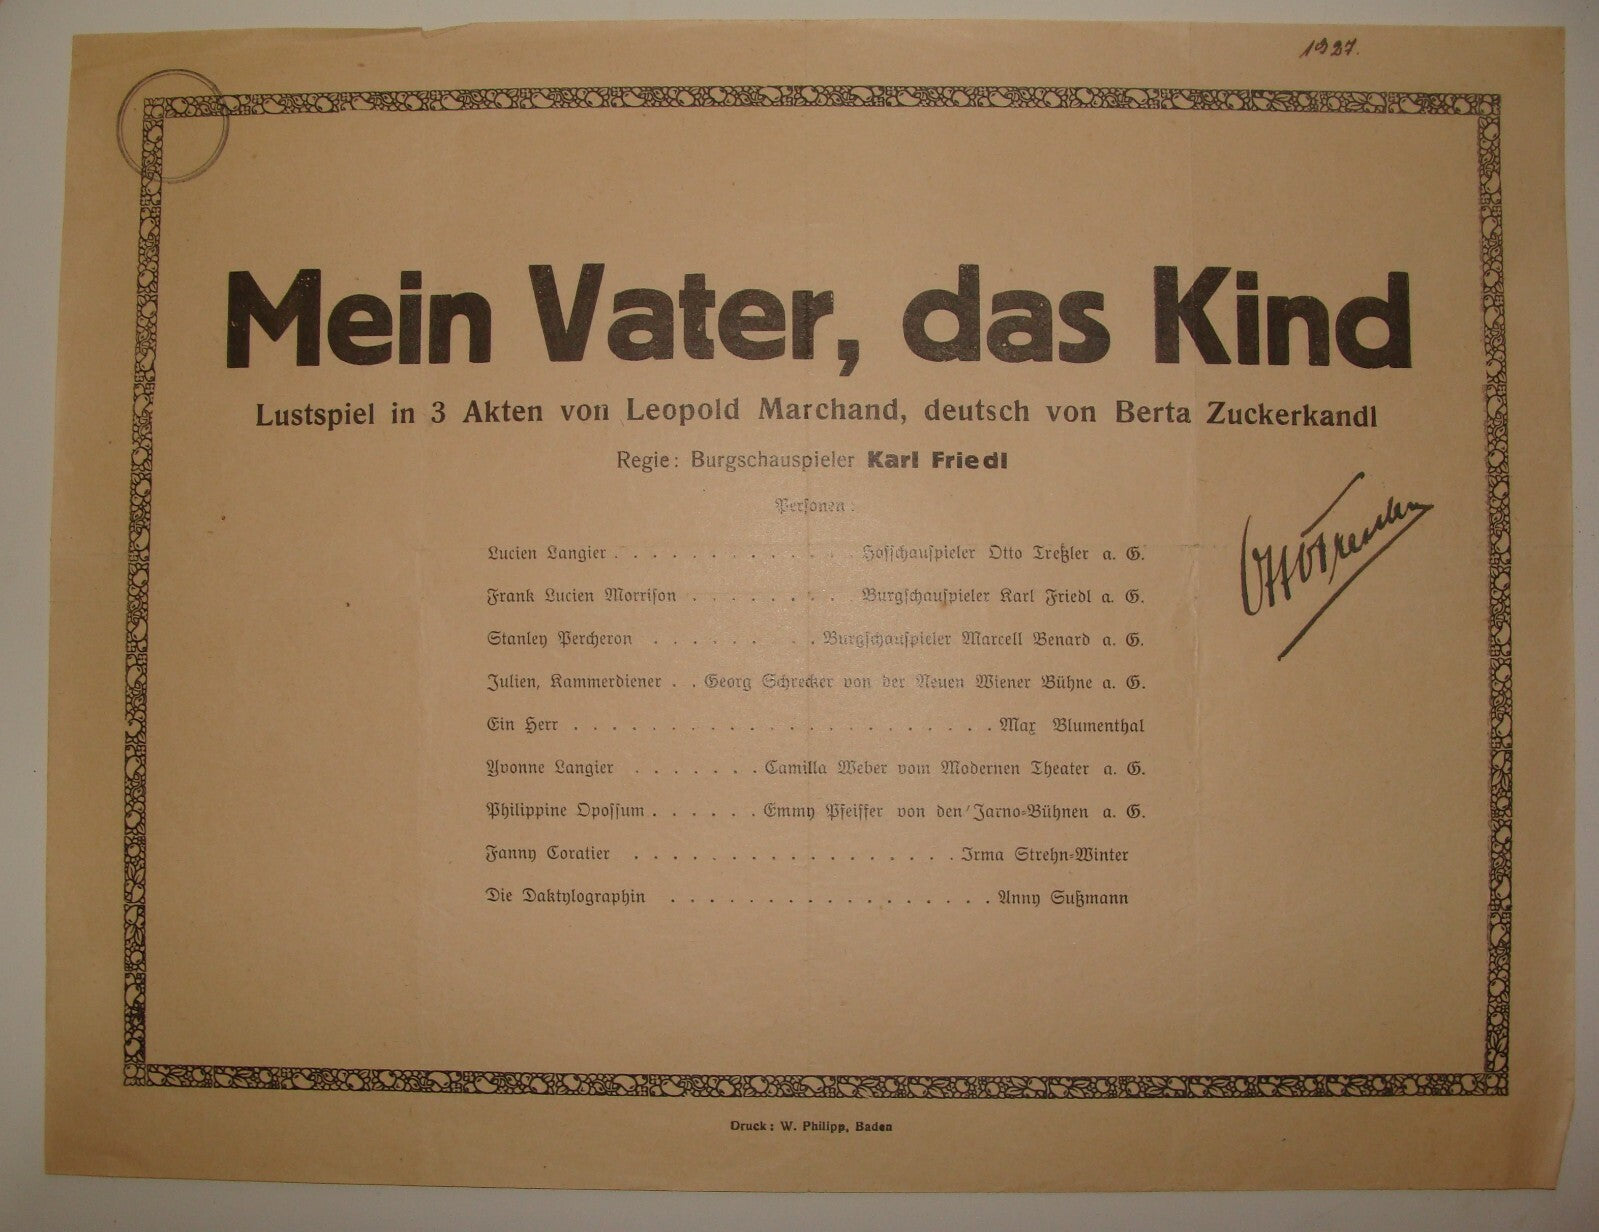 1927.
Mein Vater, das Kind
Lustspiel in 3 Akten von Leopold Marchand, deutsch von Berta Zuckerkandl
Regie: Burgschauspieler Karl Friedl
Personen:
Lucien Langier . . . . . . . . . . . . Hofschauspieler Otto Treßler a. G.
Frank Lucien Morrison . . . . . . . Burgschauspieler Karl Friedl a. G.
Stanley Percheron . . . . . . . . Burgschauspieler Marcell Benard a. G.
Julien, Kammerdiener . . Georg Schrecker von der Neuen Wiener Bühne a. G.
Ein Herr . . . . . . . . . . . . . . . . . . . . . Max Blumenthal
Yvonne Langier . . . . . . . Camilla Weber vom Modernen Theater a. G.
Philippine Opossum . . . . . . Emmy Pfeiffer von den Jarno-Bühnen a. G.
Fanny Coratier . . . . . . . . . . . . . . . . Irma Strehn-Winter
Die Daktylographin . . . . . . . . . . . . . . . . Anny Sußmann
Otto Tressler
Druck: W. Philipp, Baden